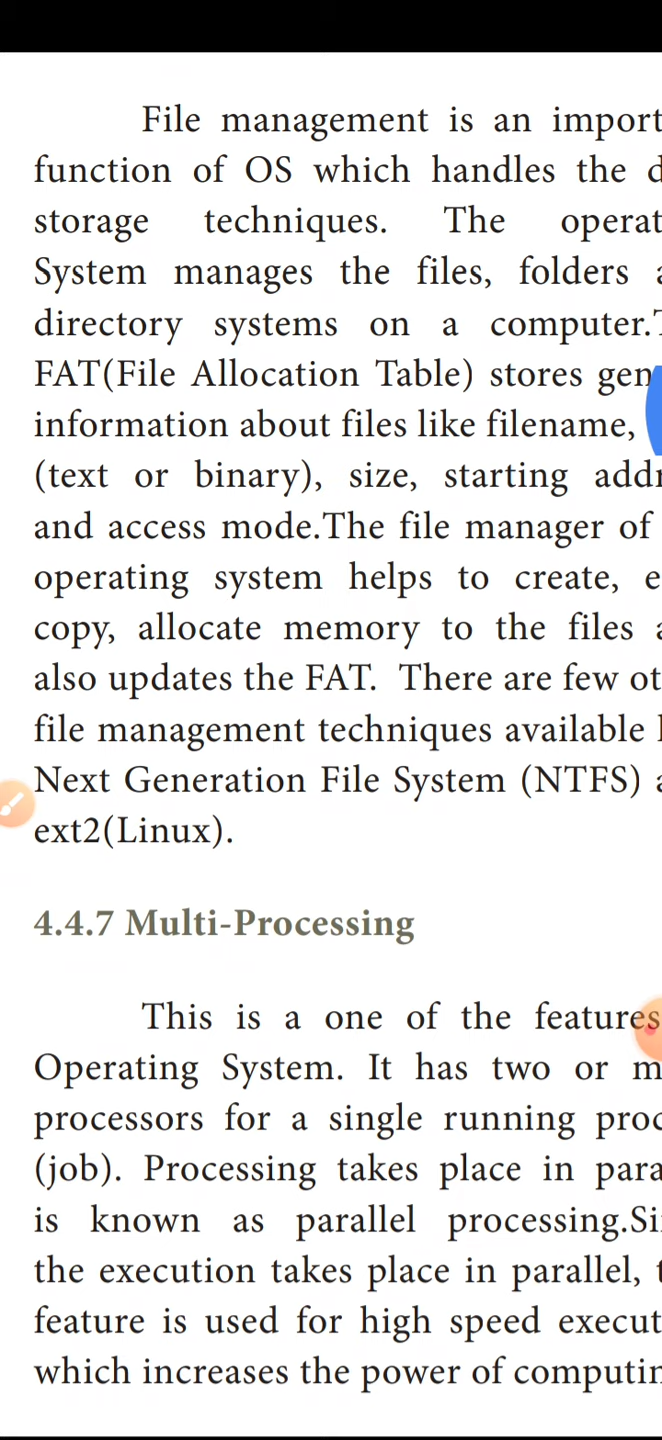 File management is an import
function of OS which handles the d
storage techniques. The operat
System manages the files, folders a
directory systems on a computer.T
FAT(File Allocation Table) stores gen
information about files like filename,
(text or binary), size, starting addr
and access mode.The file manager of
operating system helps to create, e
copy, allocate memory to the files a
also updates the FAT. There are few ot
file management techniques available l
Next Generation File System (NTFS) a
ext2(Linux).
4.4.7 Multi-Processing
This is a one of the features
Operating System. It has two or m
processors for a single running proc
(job). Processing takes place in para
is known as parallel processing.Si
the execution takes place in parallel, t
feature is used for high speed execut
which increases the power of computin